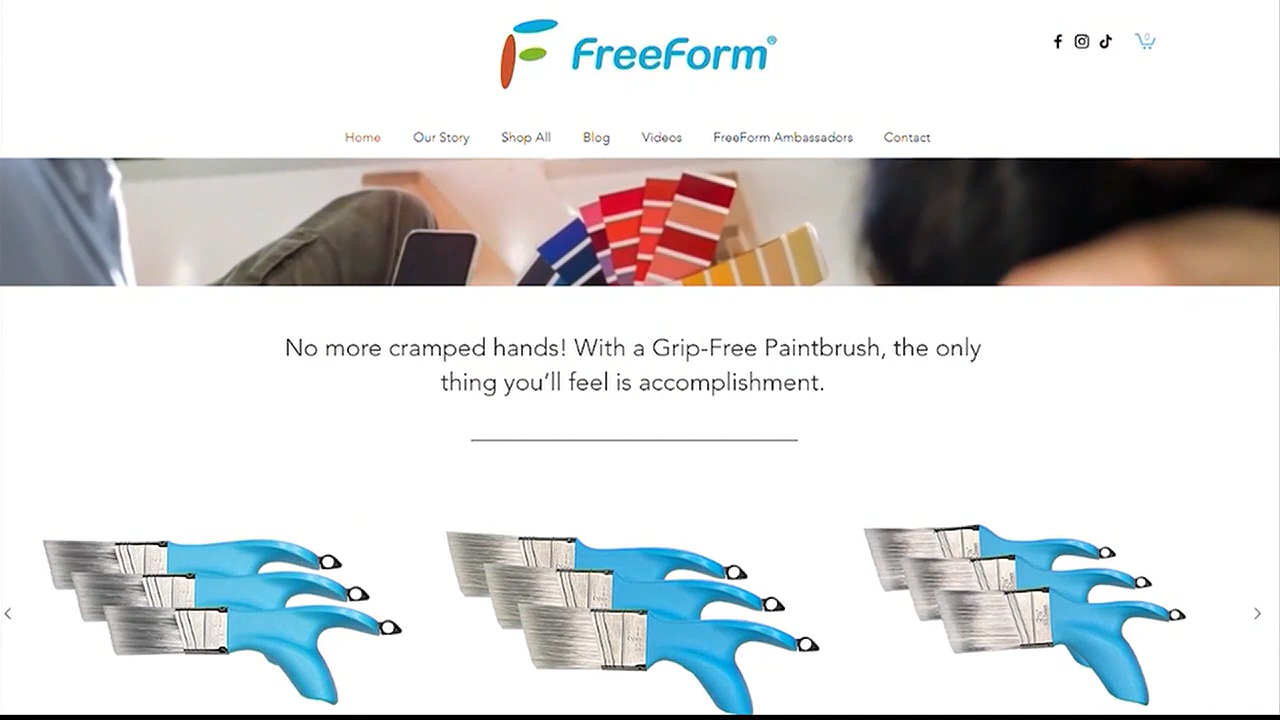 FreeForm®
0
Home Our Story Shop All Blog Videos FreeForm Ambassadors Contact
No more cramped hands! With a Grip-Free Paintbrush, the only
thing you'll feel is accomplishment.